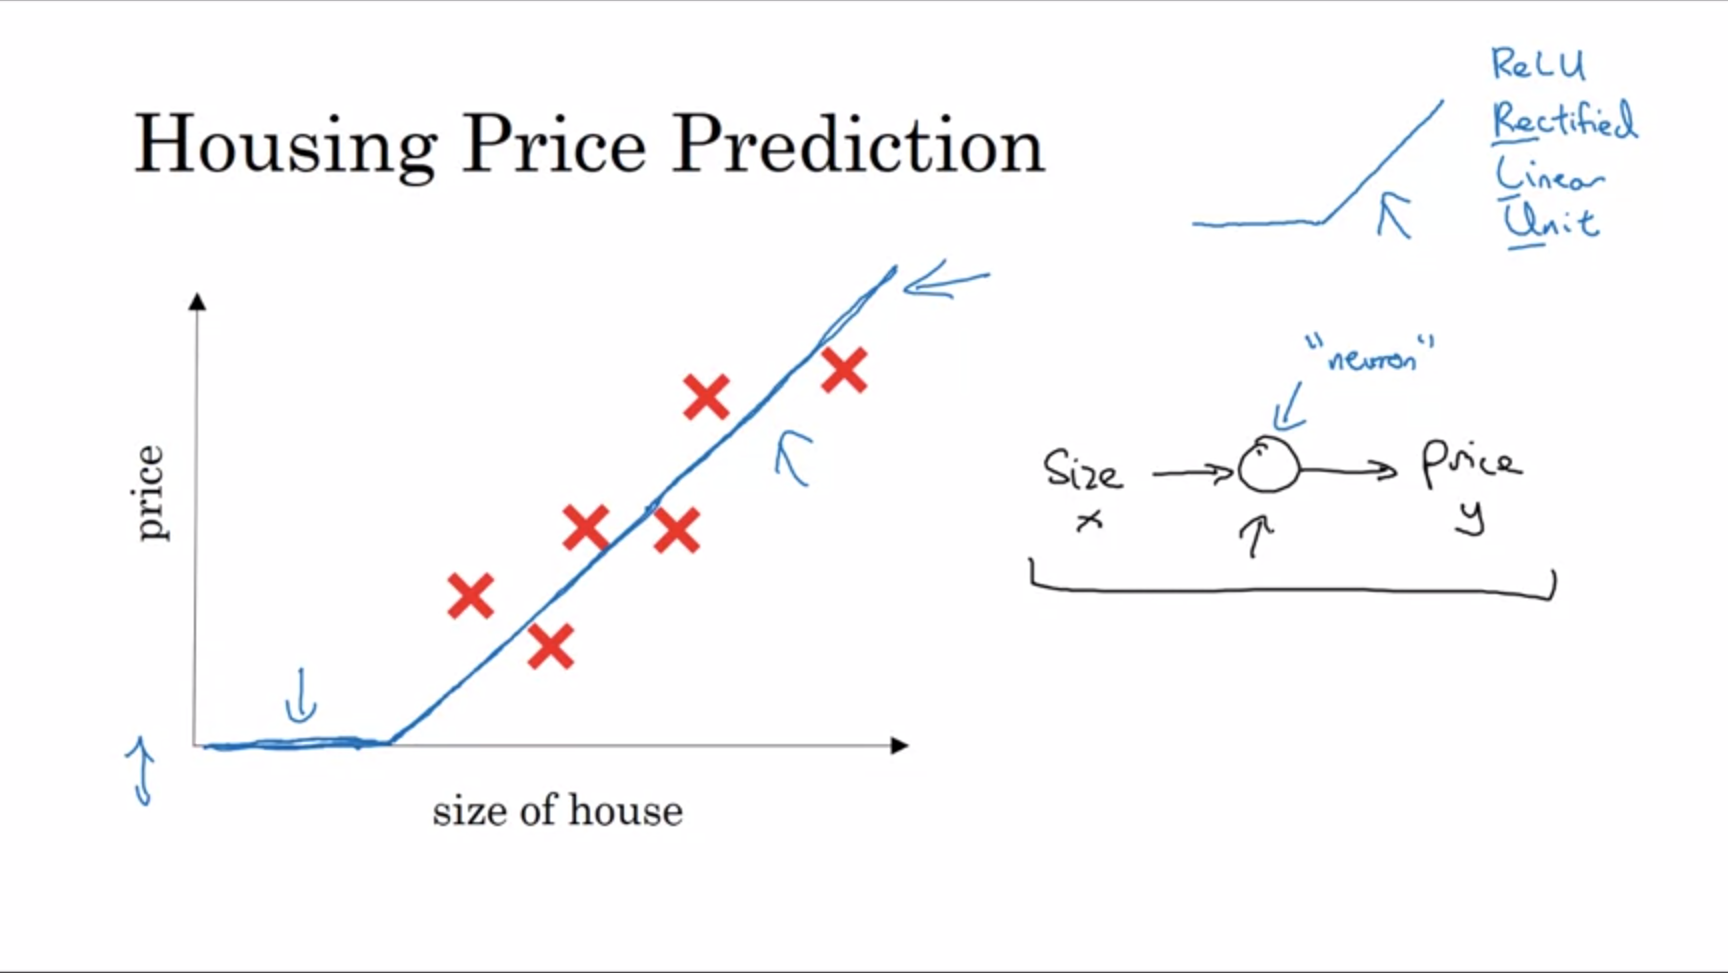 Housing Price Prediction
ReLU
Rectified
Linear
Unit
price
size of house
"neuron"
Size
Price
x
y